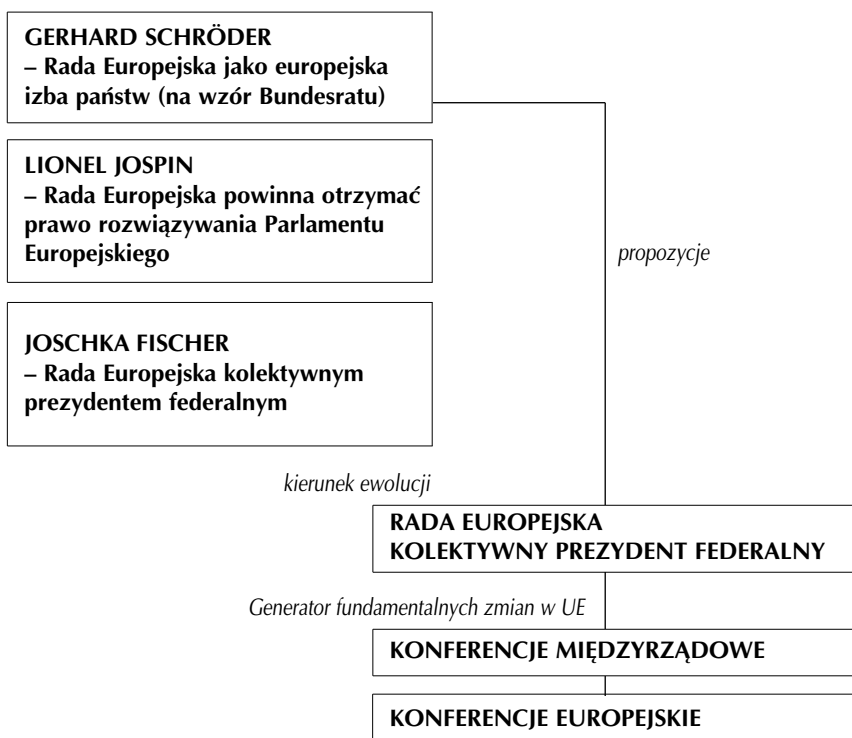 GERHARD SCHRÖDER
– Rada Europejska jako europejska
izba państw (na wzór Bundesratu)
LIONEL JOSPIN
– Rada Europejska powinna otrzymać
prawo rozwiązywania Parlamentu
Europejskiego
propozycje
JOSCHKA FISCHER
– Rada Europejska kolektywnym
prezydentem federalnym
kierunek ewolucji
RADA EUROPEJSKA
KOLEKTYWNY PREZYDENT FEDERALNY
Generator fundamentalnych zmian w UE
KONFERENCJE MIĘDZYRZĄDOWE
KONFERENCJE EUROPEJSKIE